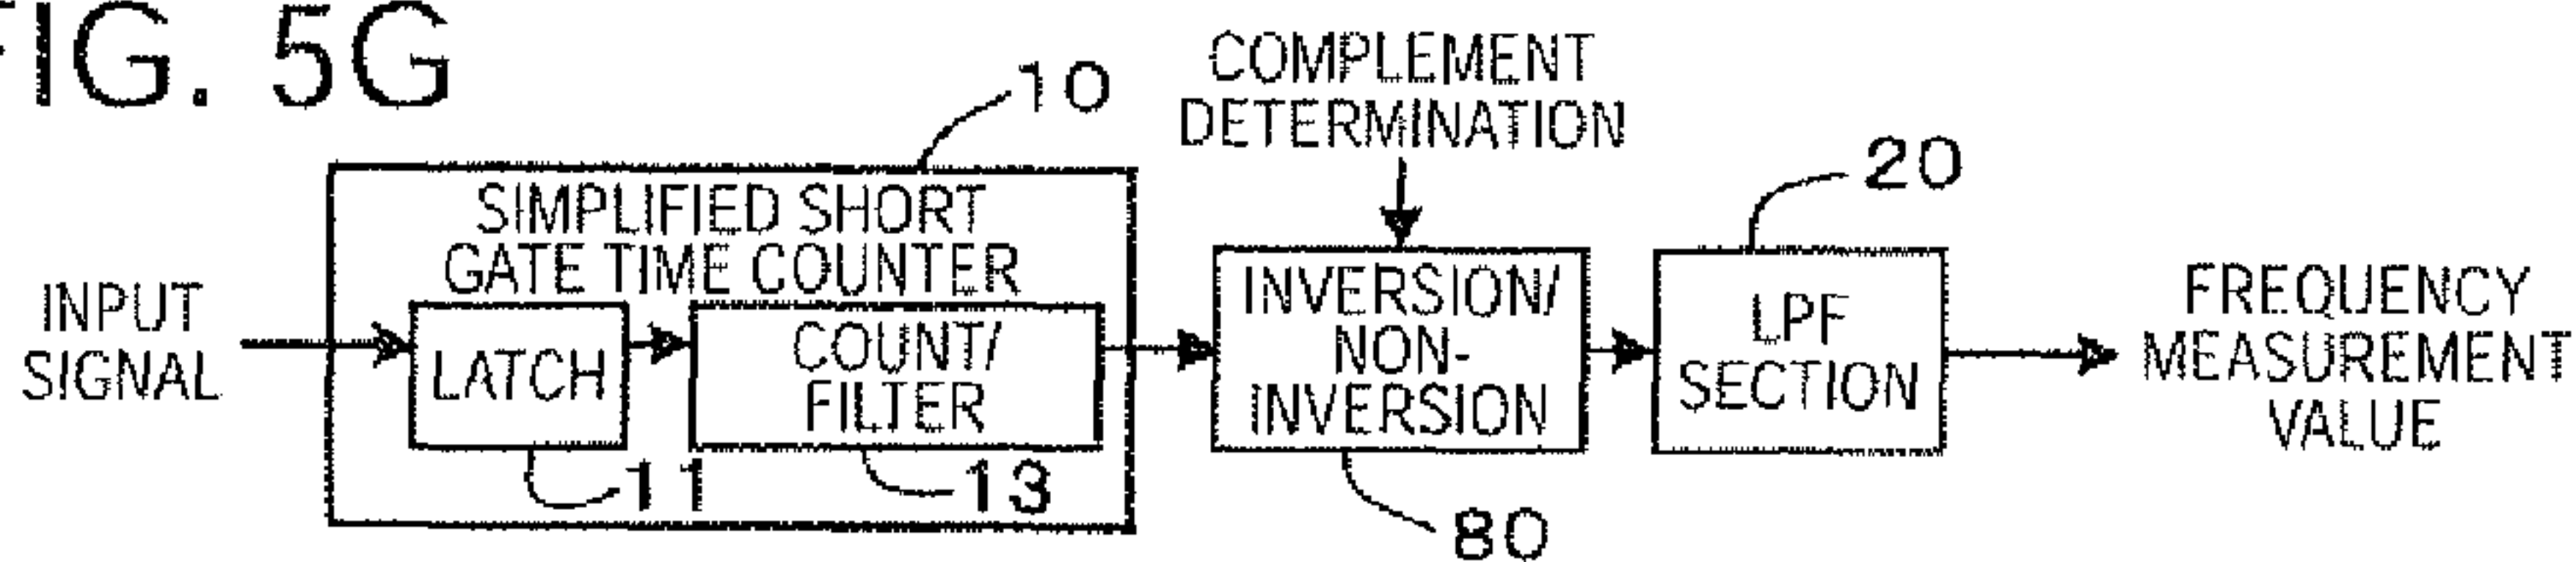 FIG. 5G
10
COMPLEMENT
DETERMINATION
20
SIMPLIFIED SHORT
GATE TIME COUNTER
INPUT
SIGNAL
LATCH
COUNT/
FILTER
INVERSION/
NON-
INVERSION
LPF
SECTION
FREQUENCY
MEASUREMENT
VALUE
11
13
80